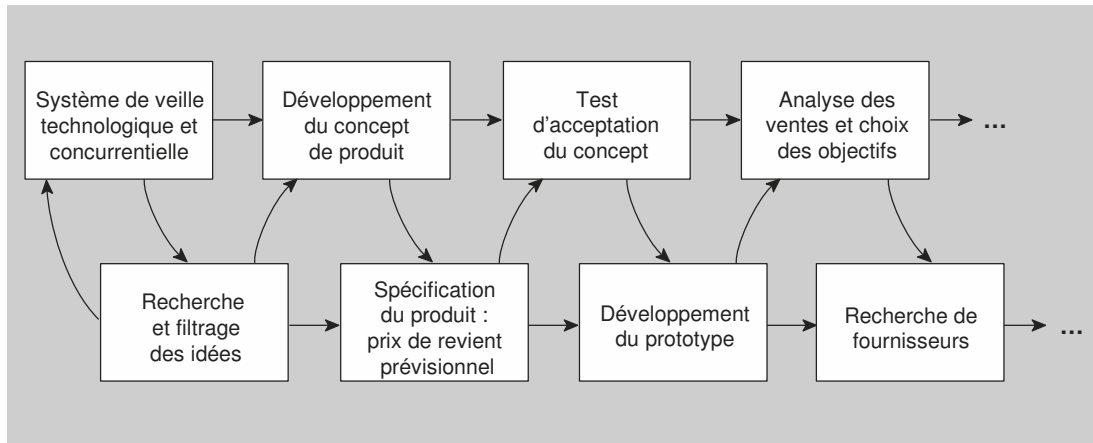 Système de veille
technologique et
concurrentielle
Développement
du concept
de produit
Test
d'acceptation
du concept
Analyse des
ventes et choix
des objectifs
...
Recherche
et filtrage
des idées
Spécification
du produit :
prix de revient
prévisionnel
Développement
du prototype
Recherche de
fournisseurs
...